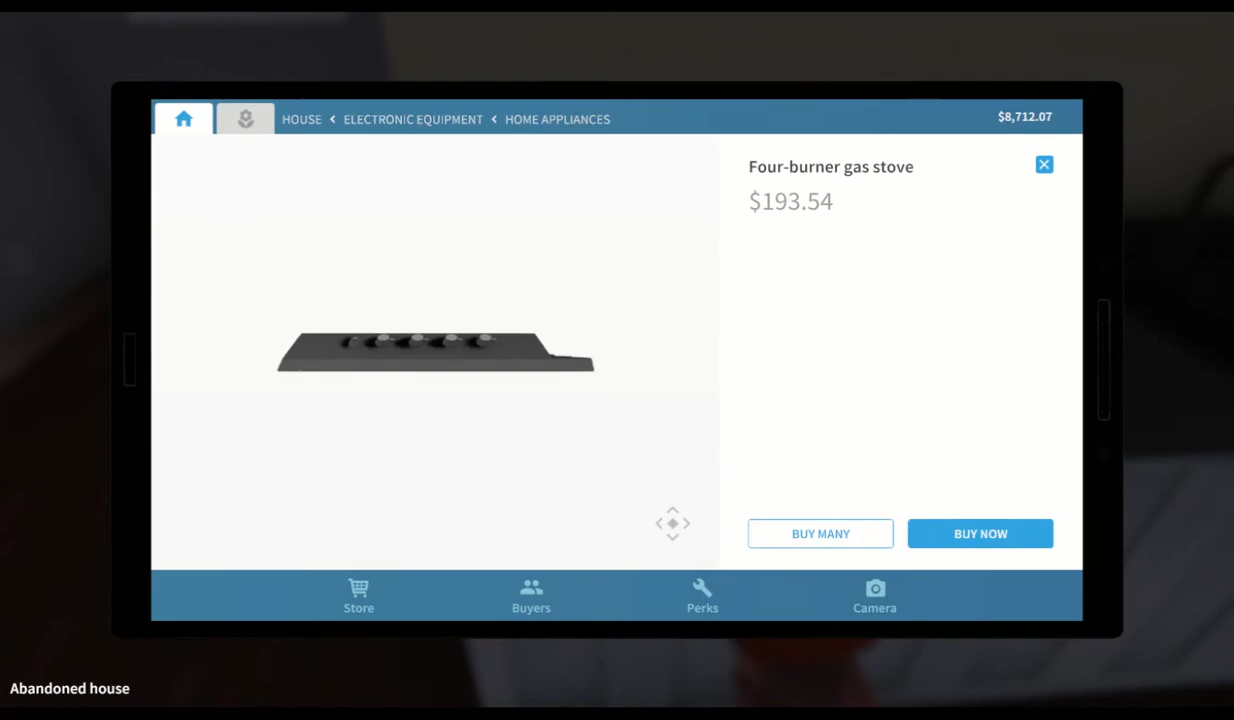 HOUSE < ELECTRONIC EQUIPMENT < HOME APPLIANCES
$8,712.07
Four-burner gas stove
$193.54
BUY MANY
BUY NOW
Store
Buyers
Perks
Camera
Abandoned house